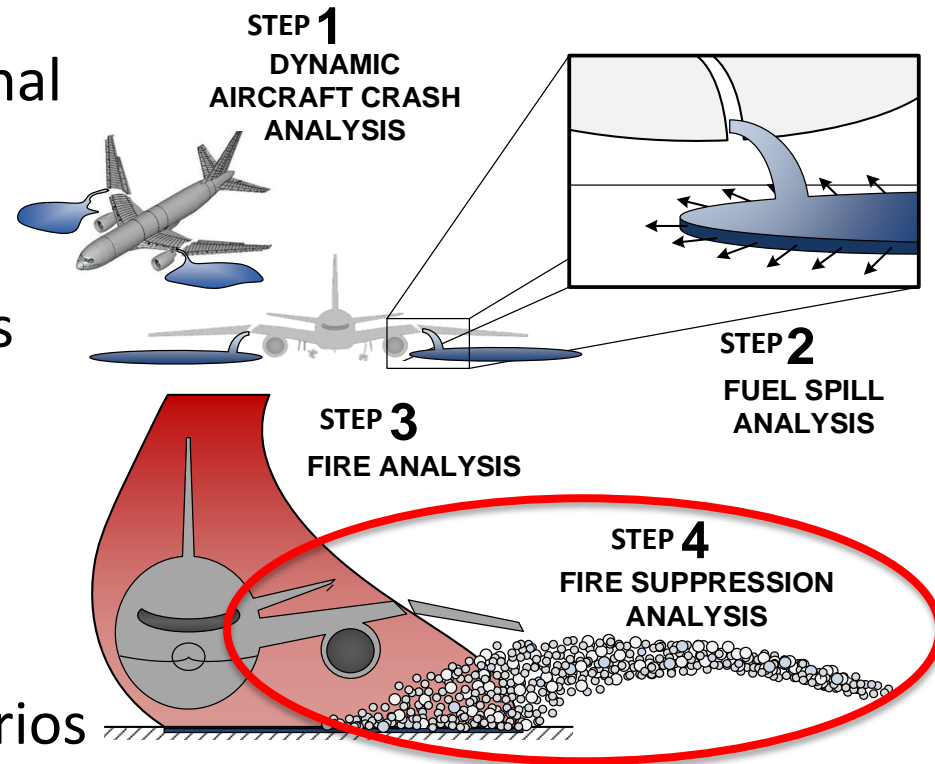 STEP 1
DYNAMIC
AIRCRAFT CRASH
ANALYSIS
nal
s
STEP 2
FUEL SPILL
ANALYSIS
STEP 3
FIRE ANALYSIS
STEP 4
FIRE SUPPRESSION
ANALYSIS
rios